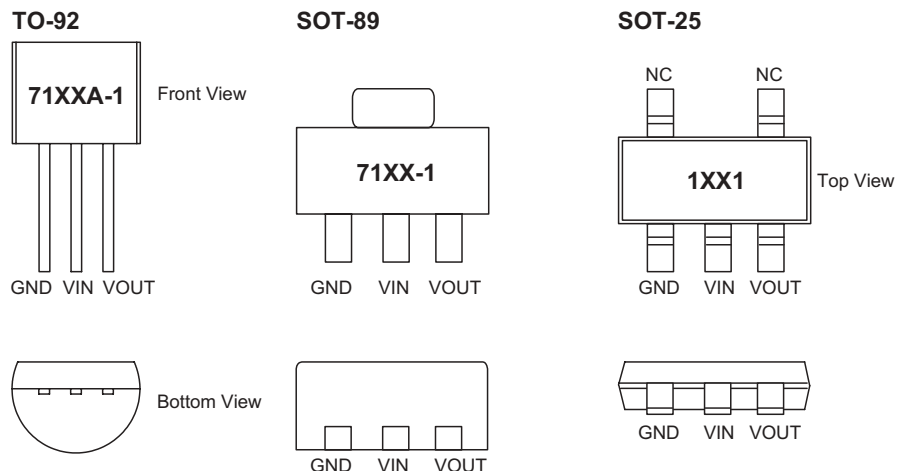 TO-92 SOT-89 SOT-25
NC NC
71XXA-1 Front View
71XX-1 1XX1 Top View
GND VIN VOUT GND VIN VOUT GND VIN VOUT
Bottom View
GND VIN VOUT
GND VIN VOUT